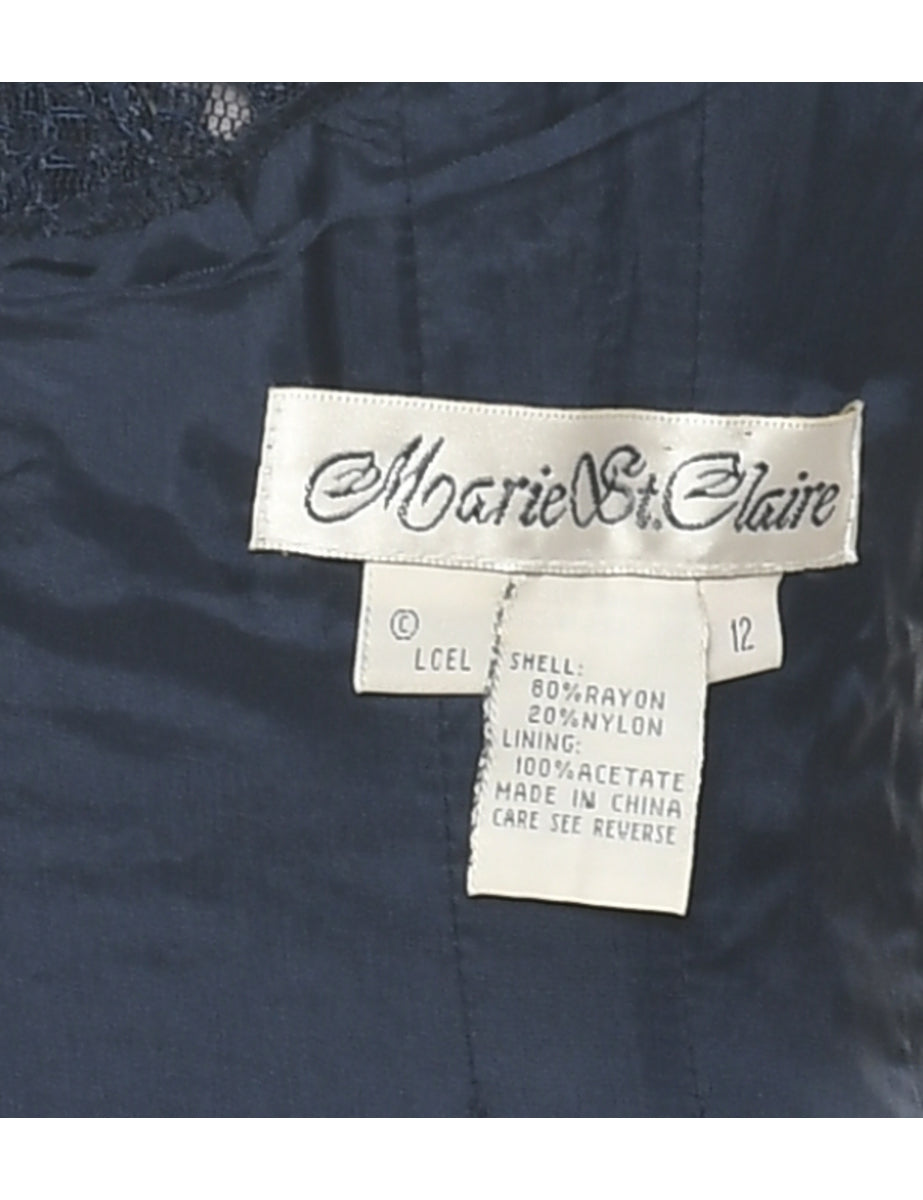 Marie St. Claire
©
LOEL
12
SHELL:
80%RAYON
20%NYLON
LINING:
100%ACETATE
MADE IN CHINA
CARE SEE REVERSE